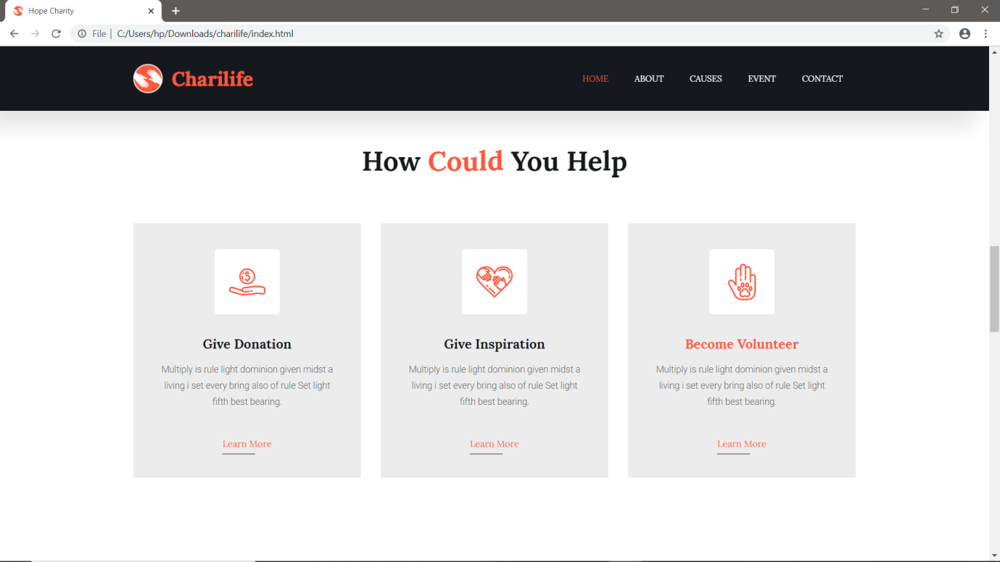 Hope Charity
File | C:/Users/hp/Downloads/charilife/index.html
Charilife
HOME ABOUT CAUSES EVENT CONTACT
How Could You Help
$
Give Donation
Multiply is rule light dominion given midst a
living i set every bring also of rule Set light
fifth best bearing.
Learn More
Give Inspiration
Multiply is rule light dominion given midst a
living i set every bring also of rule Set light
fifth best bearing.
Learn More
Become Volunteer
Multiply is rule light dominion given midst a
living i set every bring also of rule Set light
fifth best bearing.
Learn More